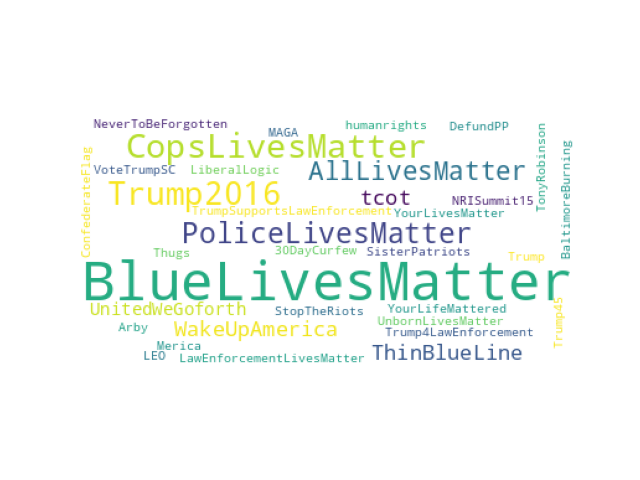 NeverToBeForgotten
MAGA
humanrights
DefundPP
CopsLivesMatter
VoteTrumpSC
LiberalLogic
AllLivesMatter
TonyRobinson
BaltimoreBurning
ConfederateFlag
Trump2016
tcot
NRISummit15
TrumpSupportsLawEnforcement
YourLivesMatter
PoliceLivesMatter
Thugs
30DayCurfew
SisterPatriots
Trump
BlueLivesMatter
UnitedWeGoforth
StopTheRiots
YourLifeMattered
Trump45
Arby
WakeUpAmerica
UnbornLivesMatter
Trump4LawEnforcement
Merica
LEO
LawEnforcementLivesMatter
ThinBlueLine